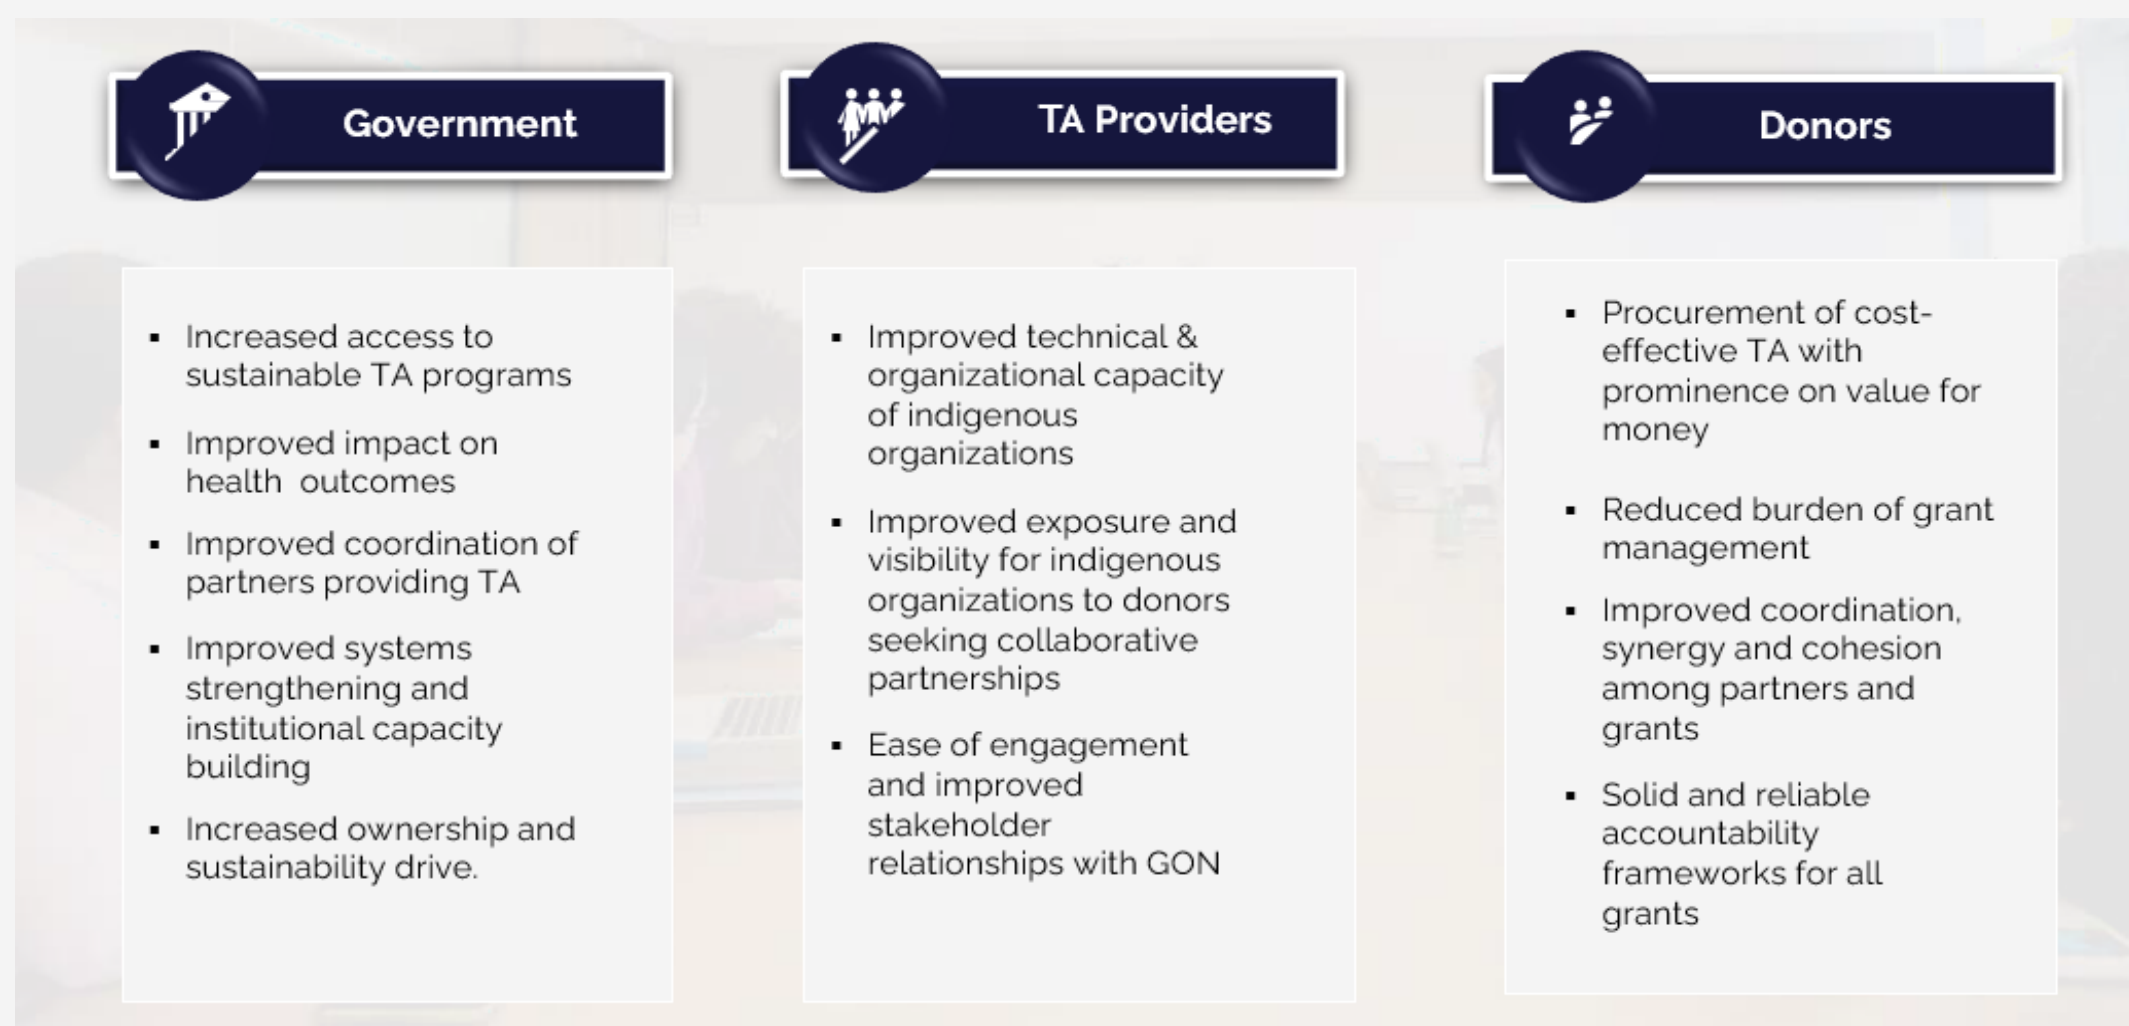 Government
▪ Increased access to
sustainable TA programs
▪ Improved impact on
health  outcomes
▪ Improved coordination of
partners providing TA
▪ Improved systems
strengthening and
institutional capacity
building
▪ Increased ownership and
sustainability drive.
TA Providers
▪ Improved technical &
organizational capacity
of indigenous
organizations
▪ Improved exposure and
visibility for indigenous
organizations to donors
seeking collaborative
partnerships
▪ Ease of engagement
and improved
stakeholder
relationships with GON
Donors
▪ Procurement of cost-
effective TA with
prominence on value for
money
▪ Reduced burden of grant
management
▪ Improved coordination,
synergy and cohesion
among partners and
grants
▪ Solid and reliable
accountability
frameworks for all
grants